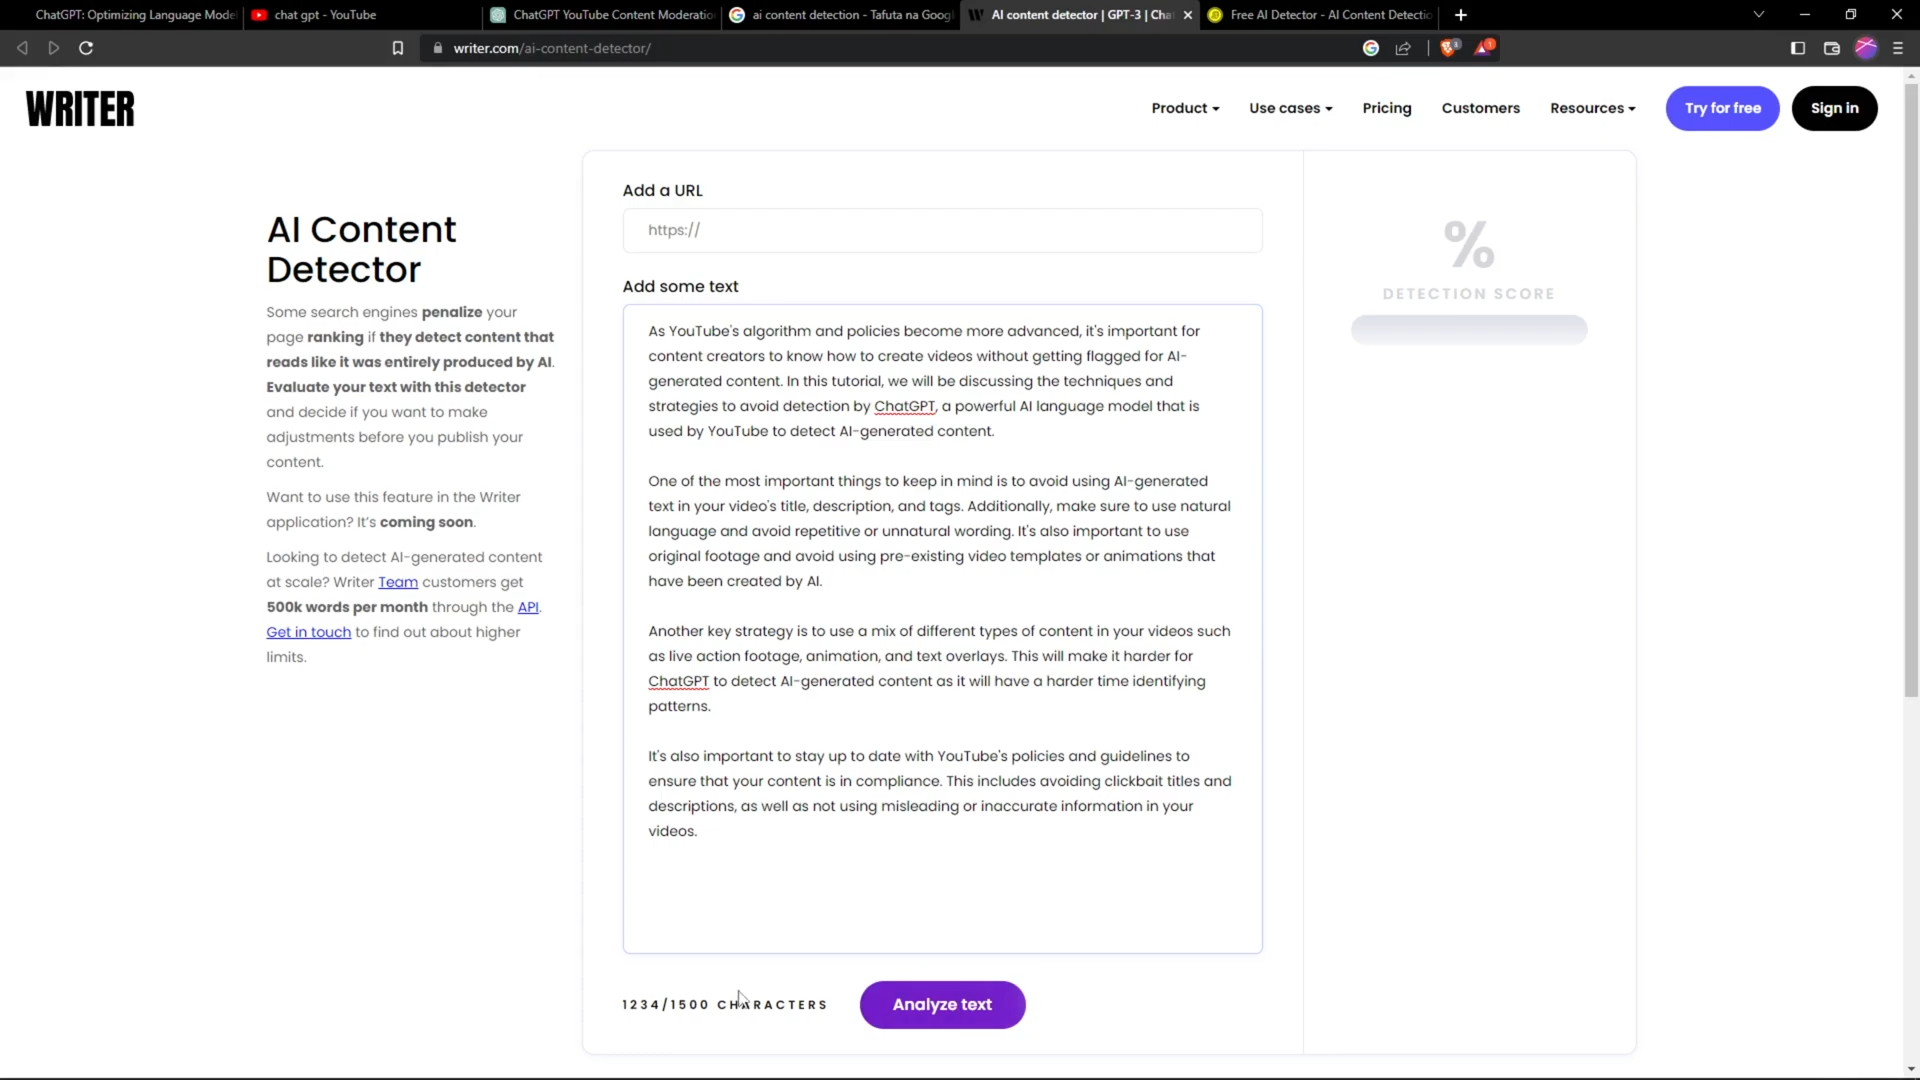 ChatGPT: Optimizing Language Model
chat gpt - YouTube
ChatGPT YouTube Content Moderatio
ai content detection - Tafuta na Googl
AI content detector | GPT-3 | Cha
Free AI Detector - AI Content Detectio
writer.com/ai-content-detector/
3
1
WRITER
Product
Use cases
Pricing
Customers
Resources
Try for free
Sign in
AI Content
Detector
Some search engines penalize your
page ranking if they detect content that
reads like it was entirely produced by AI.
Evaluate your text with this detector
and decide if you want to make
adjustments before you publish your
content.
Want to use this feature in the Writer
application? It's coming soon.
Looking to detect AI-generated content
at scale? Writer Team customers get
500k words per month through the API.
Get in touch to find out about higher
limits.
Add a URL
https://
Add some text
As YouTube's algorithm and policies become more advanced, it's important for
content creators to know how to create videos without getting flagged for AI-
generated content. In this tutorial, we will be discussing the techniques and
strategies to avoid detection by ChatGPT, a powerful AI language model that is
used by YouTube to detect AI-generated content.
One of the most important things to keep in mind is to avoid using AI-generated
text in your video's title, description, and tags. Additionally, make sure to use natural
language and avoid repetitive or unnatural wording. It's also important to use
original footage and avoid using pre-existing video templates or animations that
have been created by AI.
Another key strategy is to use a mix of different types of content in your videos such
as live action footage, animation, and text overlays. This will make it harder for
ChatGPT to detect AI-generated content as it will have a harder time identifying
patterns.
It's also important to stay up to date with YouTube's policies and guidelines to
ensure that your content is in compliance. This includes avoiding clickbait titles and
descriptions, as well as not using misleading or inaccurate information in your
videos.
1234/1500 CHARACTERS
Analyze text
%
DETECTION SCORE